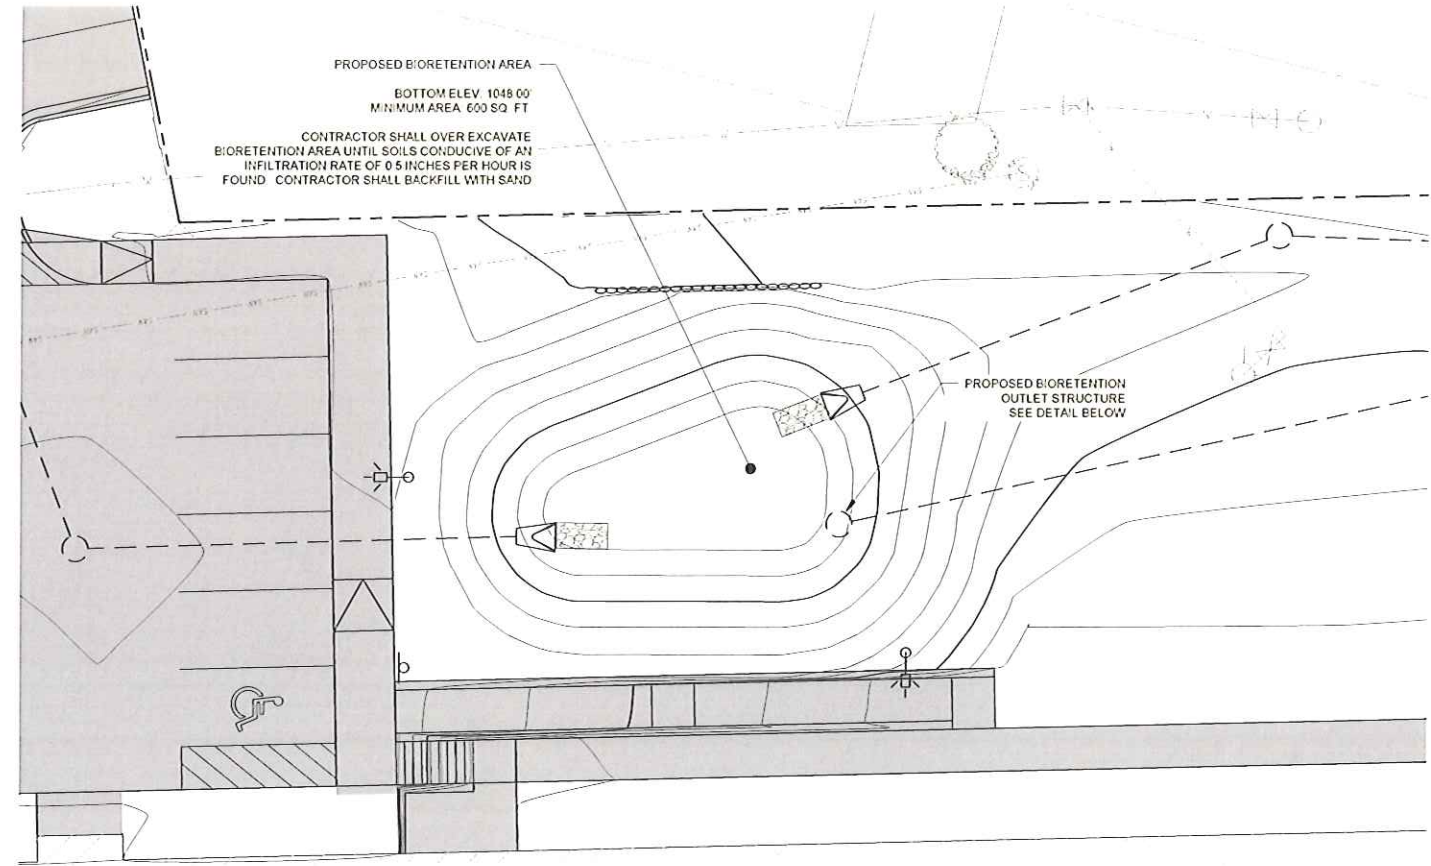 PROPOSED BIORETENTION AREA
BOTTOM ELEV. 1048.00'
MINIMUM AREA 600 SQ FT
CONTRACTOR SHALL OVER EXCAVATE
BIORETENTION AREA UNTIL SOILS CONDUCIVE OF AN
INFILTRATION RATE OF 0.5 INCHES PER HOUR IS
FOUND CONTRACTOR SHALL BACKFILL WITH SAND
PROPOSED BIORETENTION
OUTLET STRUCTURE
SEE DETAIL BELOW